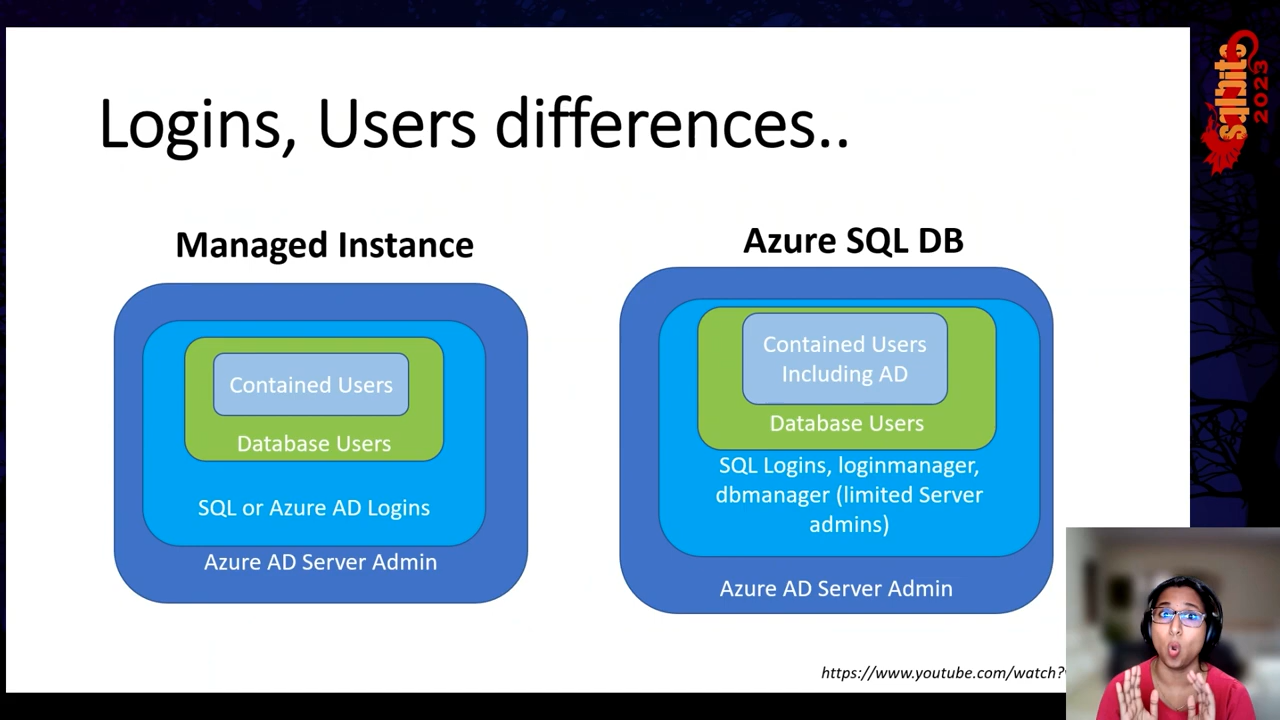 Logins, Users differences..
Managed Instance
Contained Users
Database Users
SQL or Azure AD Logins
Azure AD Server Admin
Azure SQL DB
Contained Users
Including AD
Database Users
SQL Logins, loginmanager,
dbmanager (limited Server
admins)
Azure AD Server Admin
https://www.youtube.com/watch?
sqlbits
2023